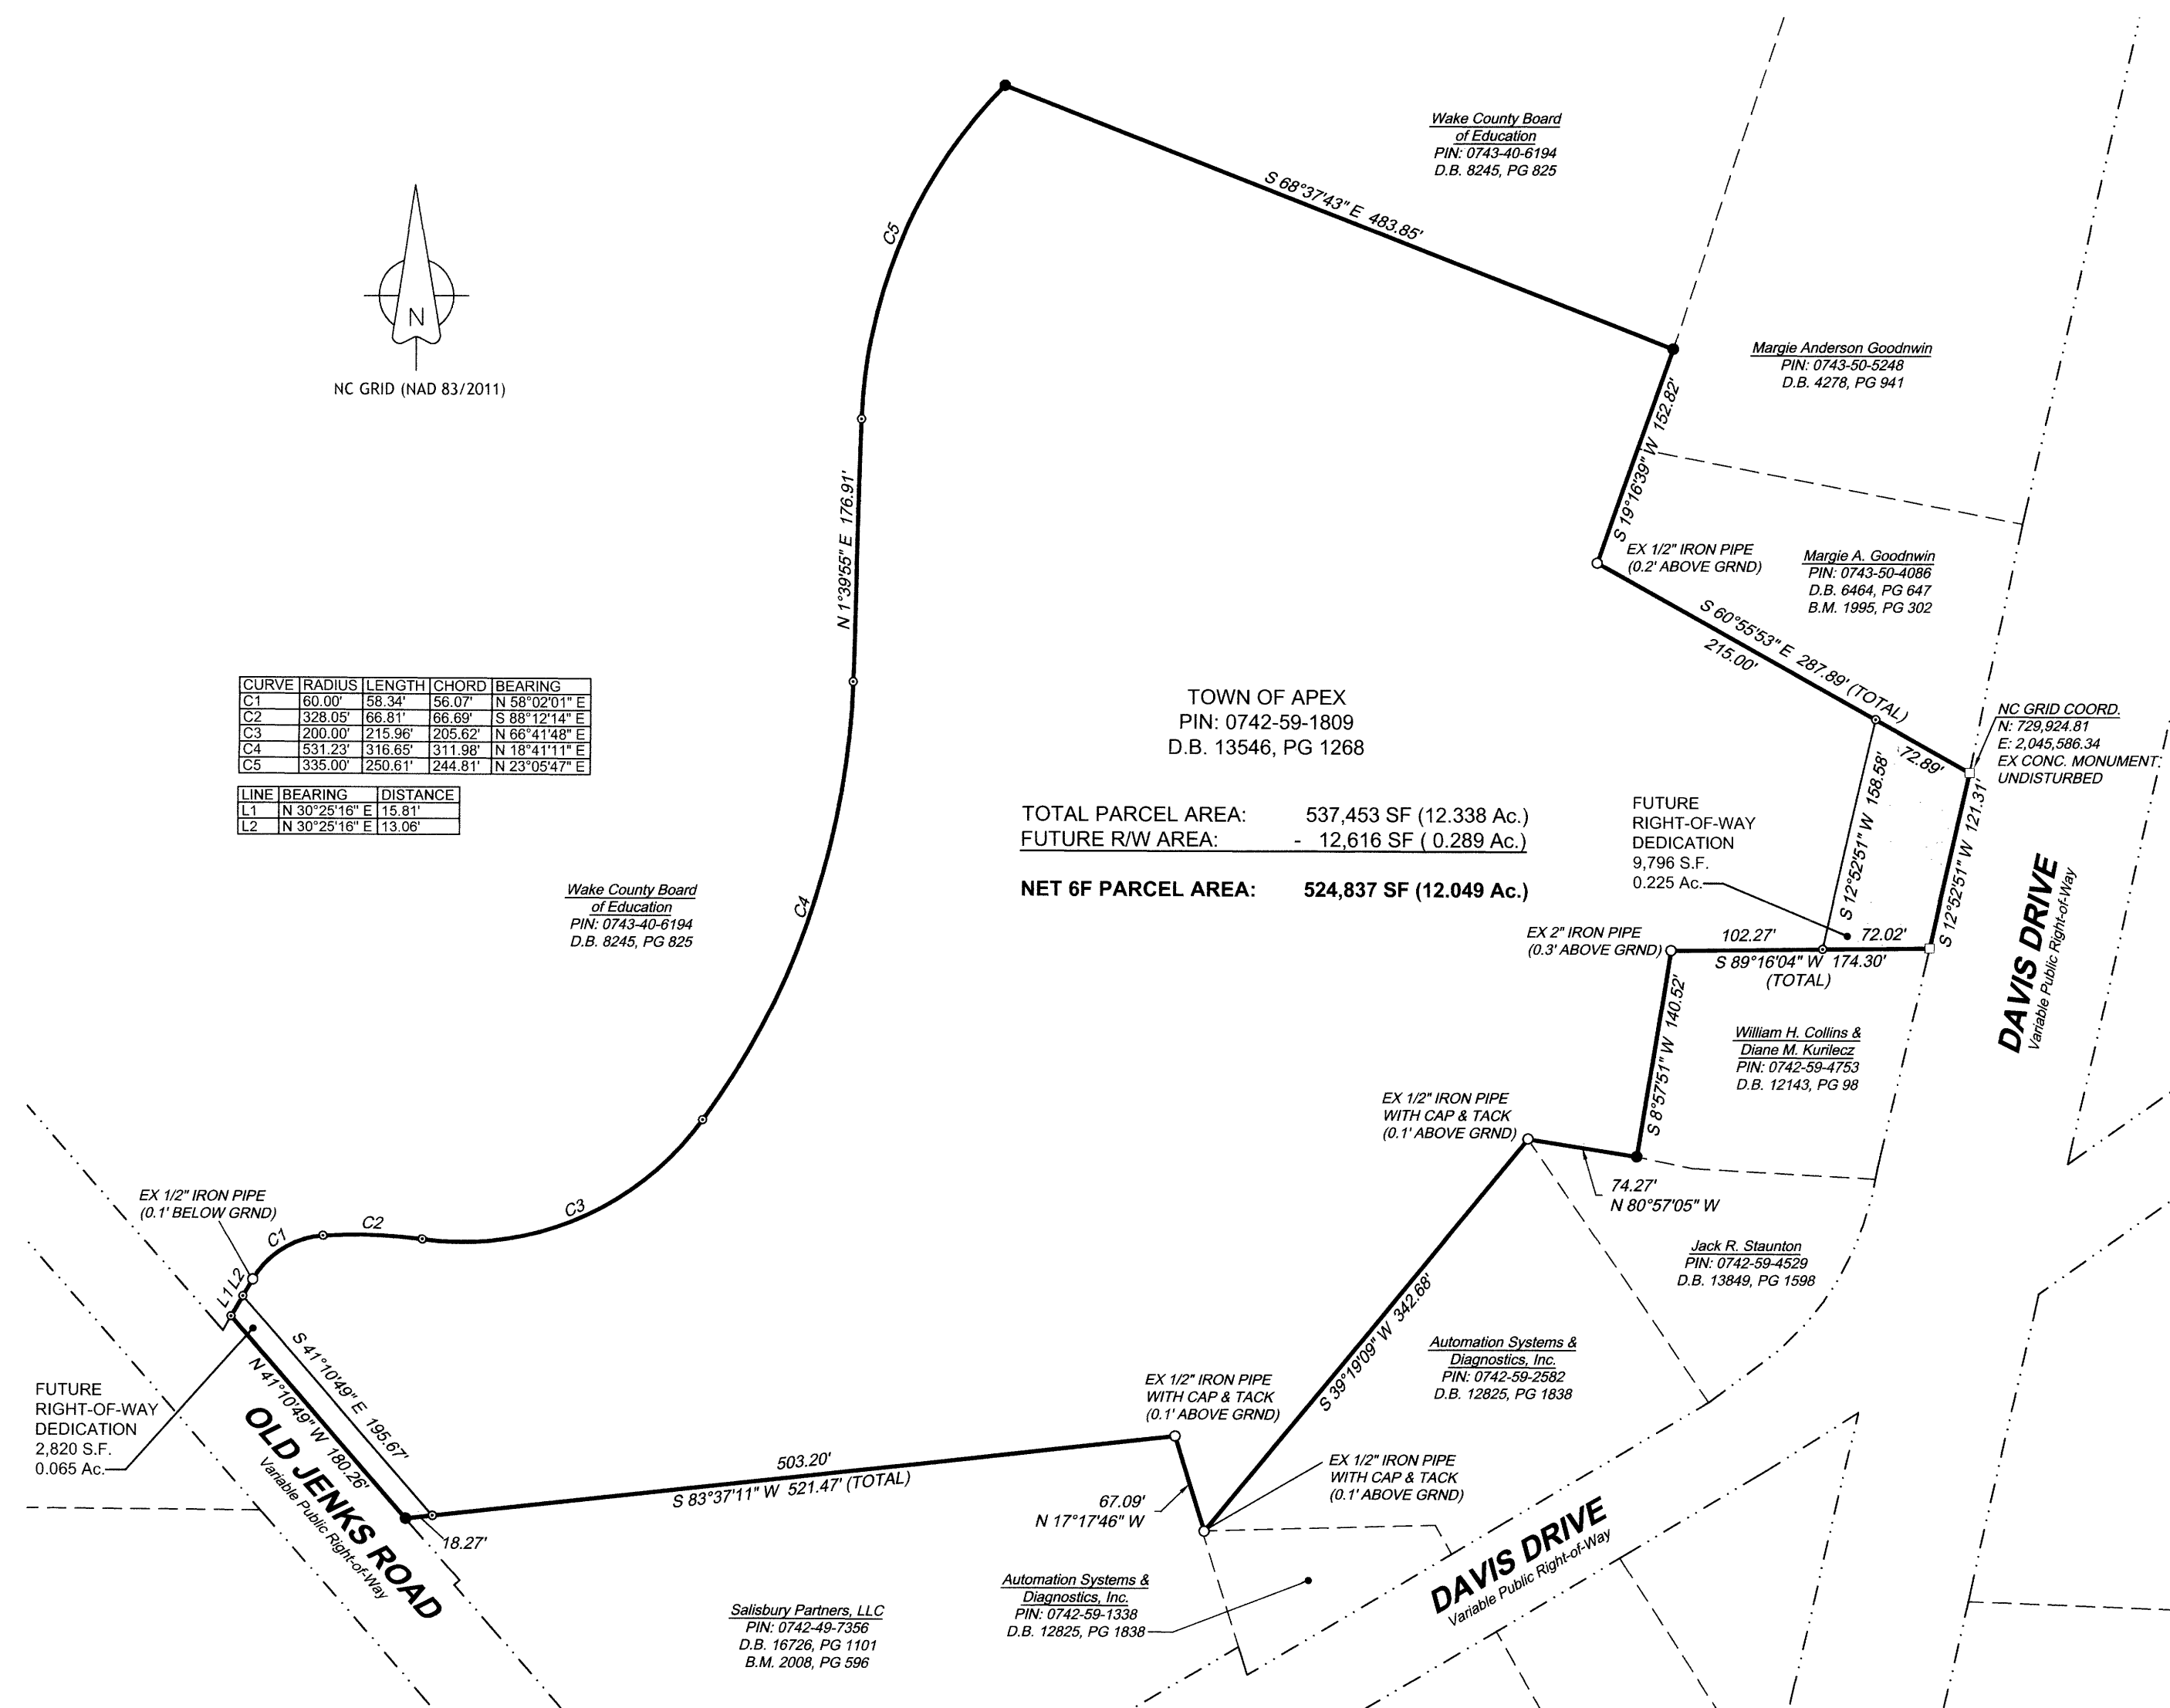 Wake County Board
of Education
PIN: 0743-40-6194
D.B. 8245, PG 825
S 68°37'43" E 483.85'
C5
N
NC GRID (NAD 83/2011)
Margie Anderson Goodnwin
PIN: 0743-50-5248
D.B. 4278, PG 941
S 19°16'39" W 152.82'
N 1°39'55" E 176.91'
EX 1/2" IRON PIPE
(0.2' ABOVE GRND)
Margie A. Goodnwin
PIN: 0743-50-4086
D.B. 6464, PG 647
B.M. 1995, PG 302
S 60°55'53" E 287.89' (TOTAL)
215.00'
72.89'
CURVE RADIUS LENGTH CHORD BEARING
C1 60.00' 58.34' 56.07' N 58°02'01" E
C2 328.05' 66.81' 66.69' S 88°12'14" E
C3 200.00' 215.96' 205.62' N 66°41'48" E
C4 531.23' 316.65' 311.98' N 18°41'11" E
C5 335.00' 250.61' 244.81' N 23°05'47" E
LINE BEARING DISTANCE
L1 N 30°25'16" E 15.81'
L2 N 30°25'16" E 13.06'
TOWN OF APEX
PIN: 0742-59-1809
D.B. 13546, PG 1268
NC GRID COORD.
N: 729,924.81
E: 2,045,586.34
EX CONC. MONUMENT
UNDISTURBED
TOTAL PARCEL AREA: 537,453 SF (12.338 Ac.)
FUTURE R/W AREA: - 12,616 SF ( 0.289 Ac.)
NET 6F PARCEL AREA: 524,837 SF (12.049 Ac.)
FUTURE
RIGHT-OF-WAY
DEDICATION
9,796 S.F.
0.225 Ac.
S 12°52'51" W 158.58'
S 12°52'51" W 121.31'
DAVIS DRIVE
Variable Public Right-of-Way
Wake County Board
of Education
PIN: 0743-40-6194
D.B. 8245, PG 825
C4
EX 2" IRON PIPE
(0.3' ABOVE GRND)
102.27'
72.02'
S 89°16'04" W 174.30'
(TOTAL)
S 8°57'51" W 140.52'
William H. Collins &
Diane M. Kurilecz
PIN: 0742-59-4753
D.B. 12143, PG 98
EX 1/2" IRON PIPE
WITH CAP & TACK
(0.1' ABOVE GRND)
74.27'
N 80°57'05" W
EX 1/2" IRON PIPE
(0.1' BELOW GRND)
C1
C2
C3
L1
L2
Jack R. Staunton
PIN: 0742-59-4529
D.B. 13849, PG 1598
S 39°19'09" W 342.68'
Automation Systems &
Diagnostics, Inc.
PIN: 0742-59-2582
D.B. 12825, PG 1838
S 41°10'49" E 195.67'
N 41°10'49" W 180.26'
FUTURE
RIGHT-OF-WAY
DEDICATION
2,820 S.F.
0.065 Ac.
OLD JENKS ROAD
Variable Public Right-of-Way
EX 1/2" IRON PIPE
WITH CAP & TACK
(0.1' ABOVE GRND)
503.20'
S 83°37'11" W 521.47' (TOTAL)
18.27'
EX 1/2" IRON PIPE
WITH CAP & TACK
(0.1' ABOVE GRND)
67.09'
N 17°17'46" W
DAVIS DRIVE
Variable Public Right-of-Way
Automation Systems &
Diagnostics, Inc.
PIN: 0742-59-1338
D.B. 12825, PG 1838
Salisbury Partners, LLC
PIN: 0742-49-7356
D.B. 16726, PG 1101
B.M. 2008, PG 596